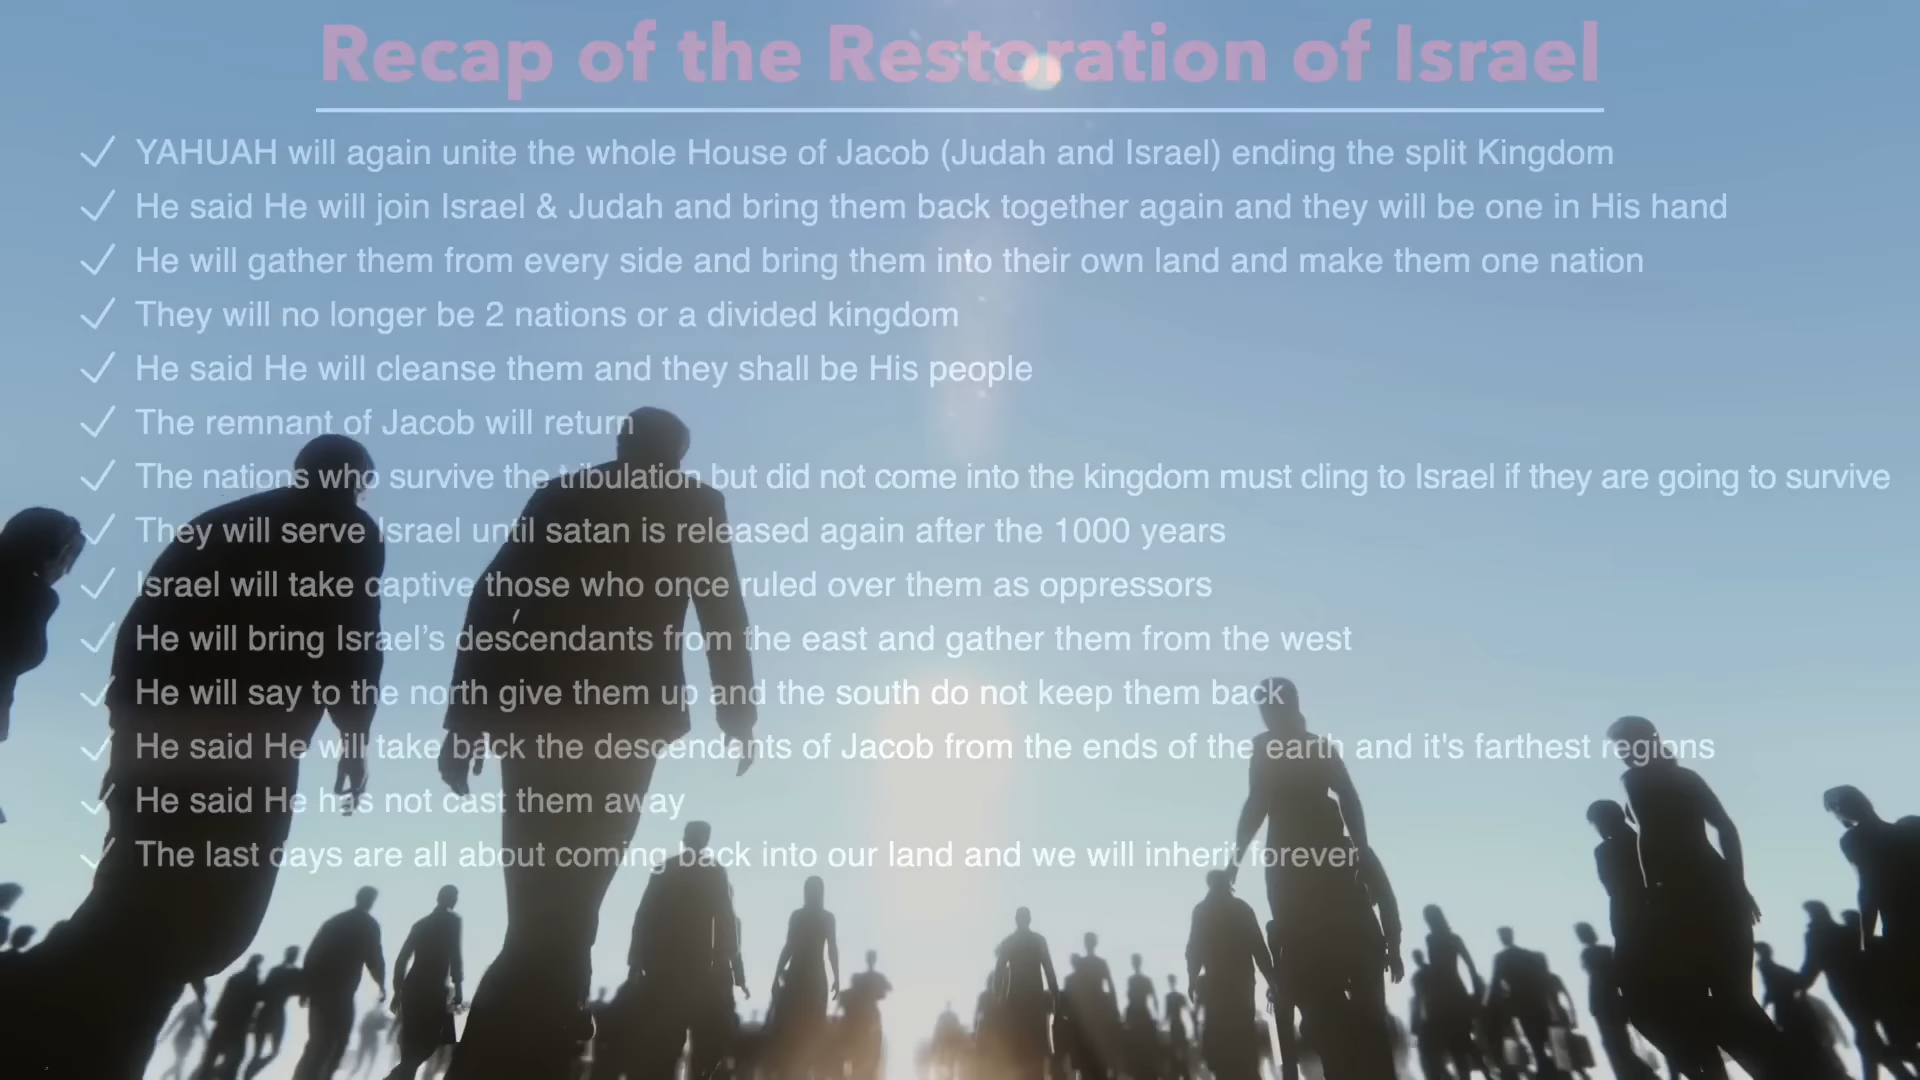 Recap of the Restoration of Israel
YAHUAH will again unite the whole House of Jacob (Judah and Israel) ending the split Kingdom
He said He will join Israel & Judah and bring them back together again and they will be one in His hand
He will gather them from every side and bring them into their own land and make them one nation
They will no longer be 2 nations or a divided kingdom
He said He will cleanse them and they shall be His people
The remnant of Jacob will return
The nations who survive the tribulation but did not come into the kingdom must cling to Israel if they are going to survive
They will serve Israel until satan is released again after the 1000 years
Israel will take captive those who once ruled over them as oppressors
He will bring Israel’s descendants from the east and gather them from the west
He will say to the north give them up and the south do not keep them back
He said He will take back the descendants of Jacob from the ends of the earth and it's farthest regions
He said He has not cast them away
The last days are all about coming back into our land and we will inherit forever